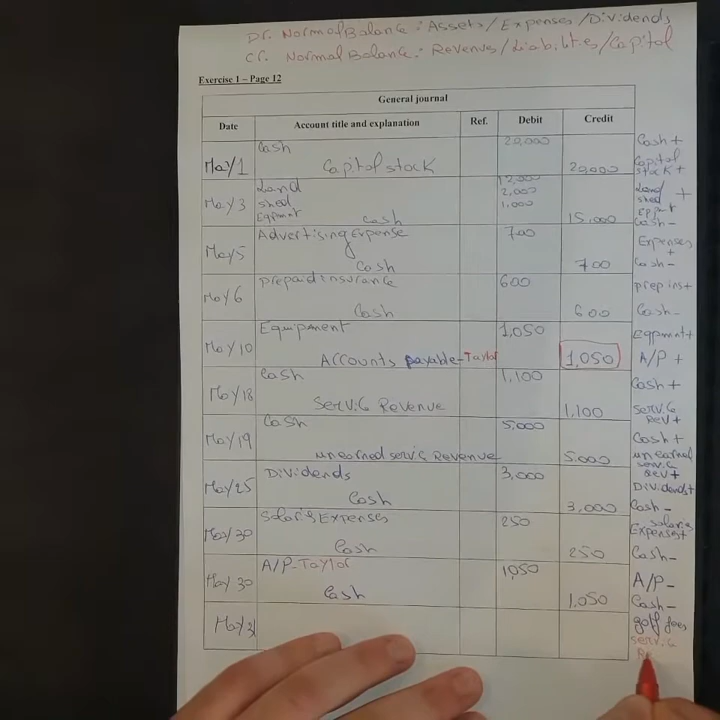 Dr. Normal Balance: Assets/Expenses/Dividends
Cr. Normal Balance: Revenus/Liabilities/Capital
Exercise 1 – Page 12
General journal
Date Account title and explanation Ref. Debit Credit
Cash 20,000 Cash +
May 1 Capital stock 20,000 Capital stock +
Land 12,000 Land
shed 2,000 shed +
May 3 Eqpmnt 1,000 Eqpmnt
Cash 15,000 Cash -
Advertising Expense 700 Expenses +
May 5 Cash 700 Cash -
prepaid insurance 600 prep ins +
May 6 Cash 600 Cash -
Equipment 1,050 Eqpmnt +
May 10 Accounts payable - Taylor 1,050 A/P +
Cash 1,100 Cash +
May 18 Service Revenue 1,100 service Rev +
Cash 5,000 Cash +
May 19 unearned service Revenue 5,000 unearned service Rev +
Dividends 3,000 Dividends +
May 25 Cash 3,000 Cash -
Salaris Expenses 250 Salaris Expenses +
May 30 Cash 250 Cash -
A/P - Taylor 1,050 A/P -
May 30 Cash 1,050 Cash -
May 31 golf fees
service